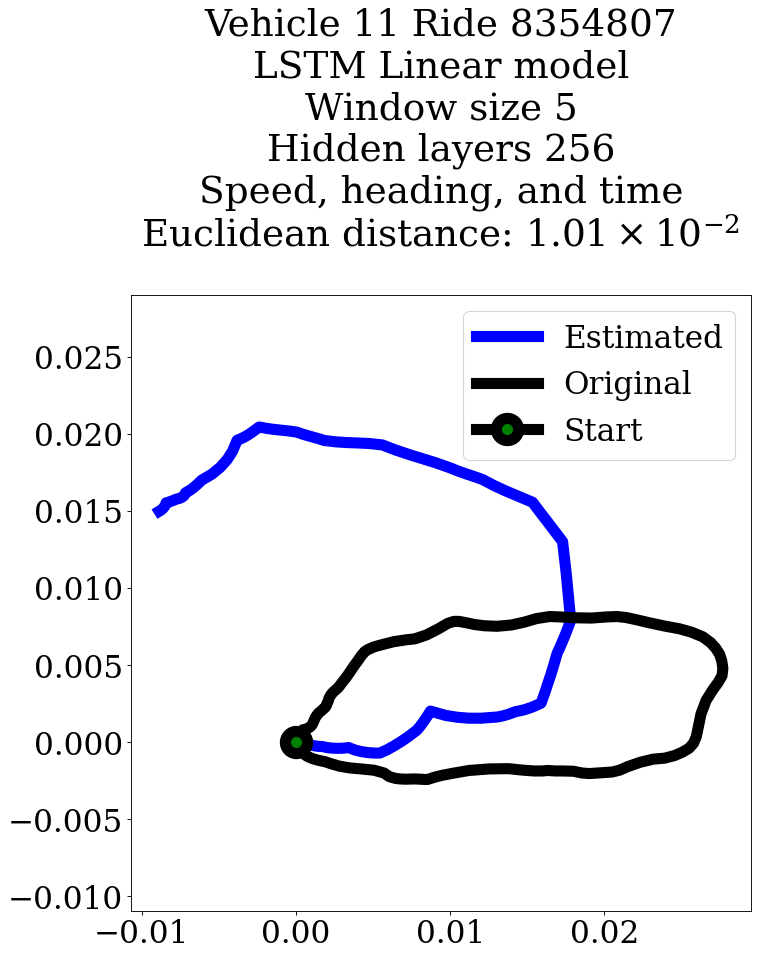 Vehicle 11 Ride 8354807
LSTM Linear model
Window size 5
Hidden layers 256
Speed, heading, and time
Euclidean distance: 1.01 × 10⁻²
Estimated
Original
Start
0.025
0.020
0.015
0.010
0.005
0.000
−0.005
−0.010
−0.01 0.00 0.01 0.02